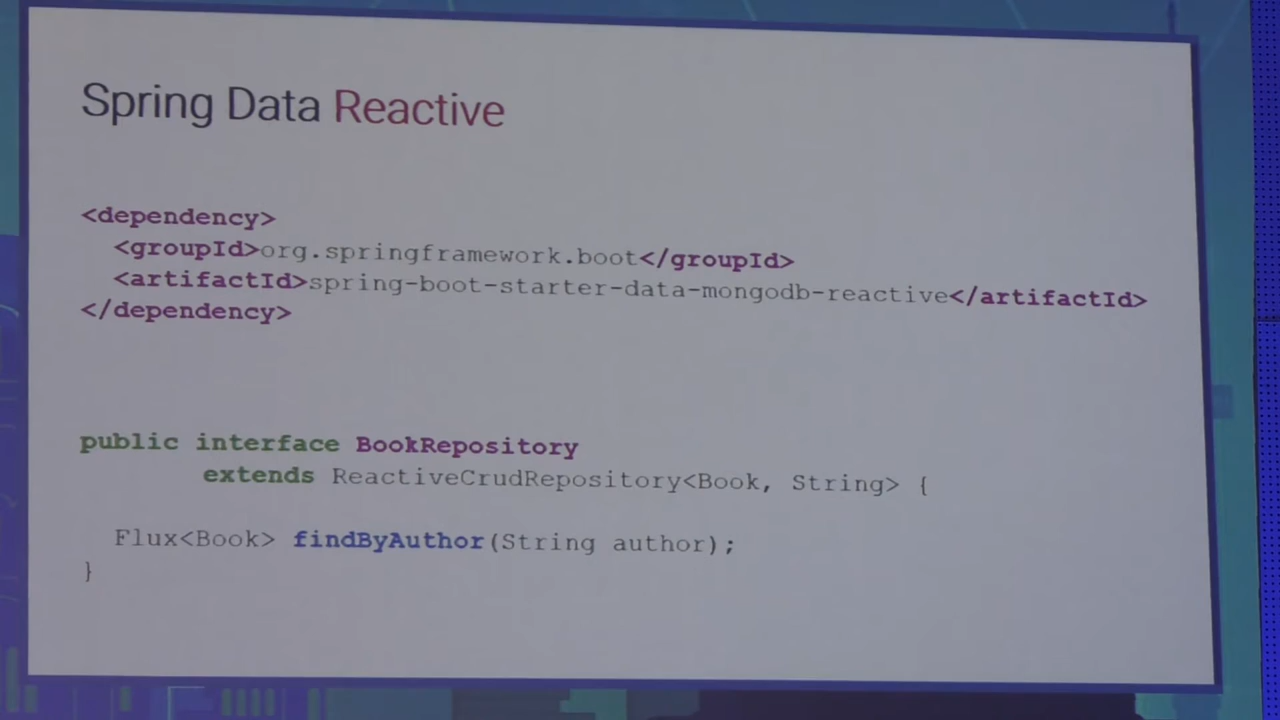 Spring Data Reactive
<dependency>
<groupId>org.springframework.boot</groupId>
<artifactId>spring-boot-starter-data-mongodb-reactive</artifactId>
</dependency>
public interface BookRepository
extends ReactiveCrudRepository<Book, String> {
Flux<Book> findByAuthor(String author);
}